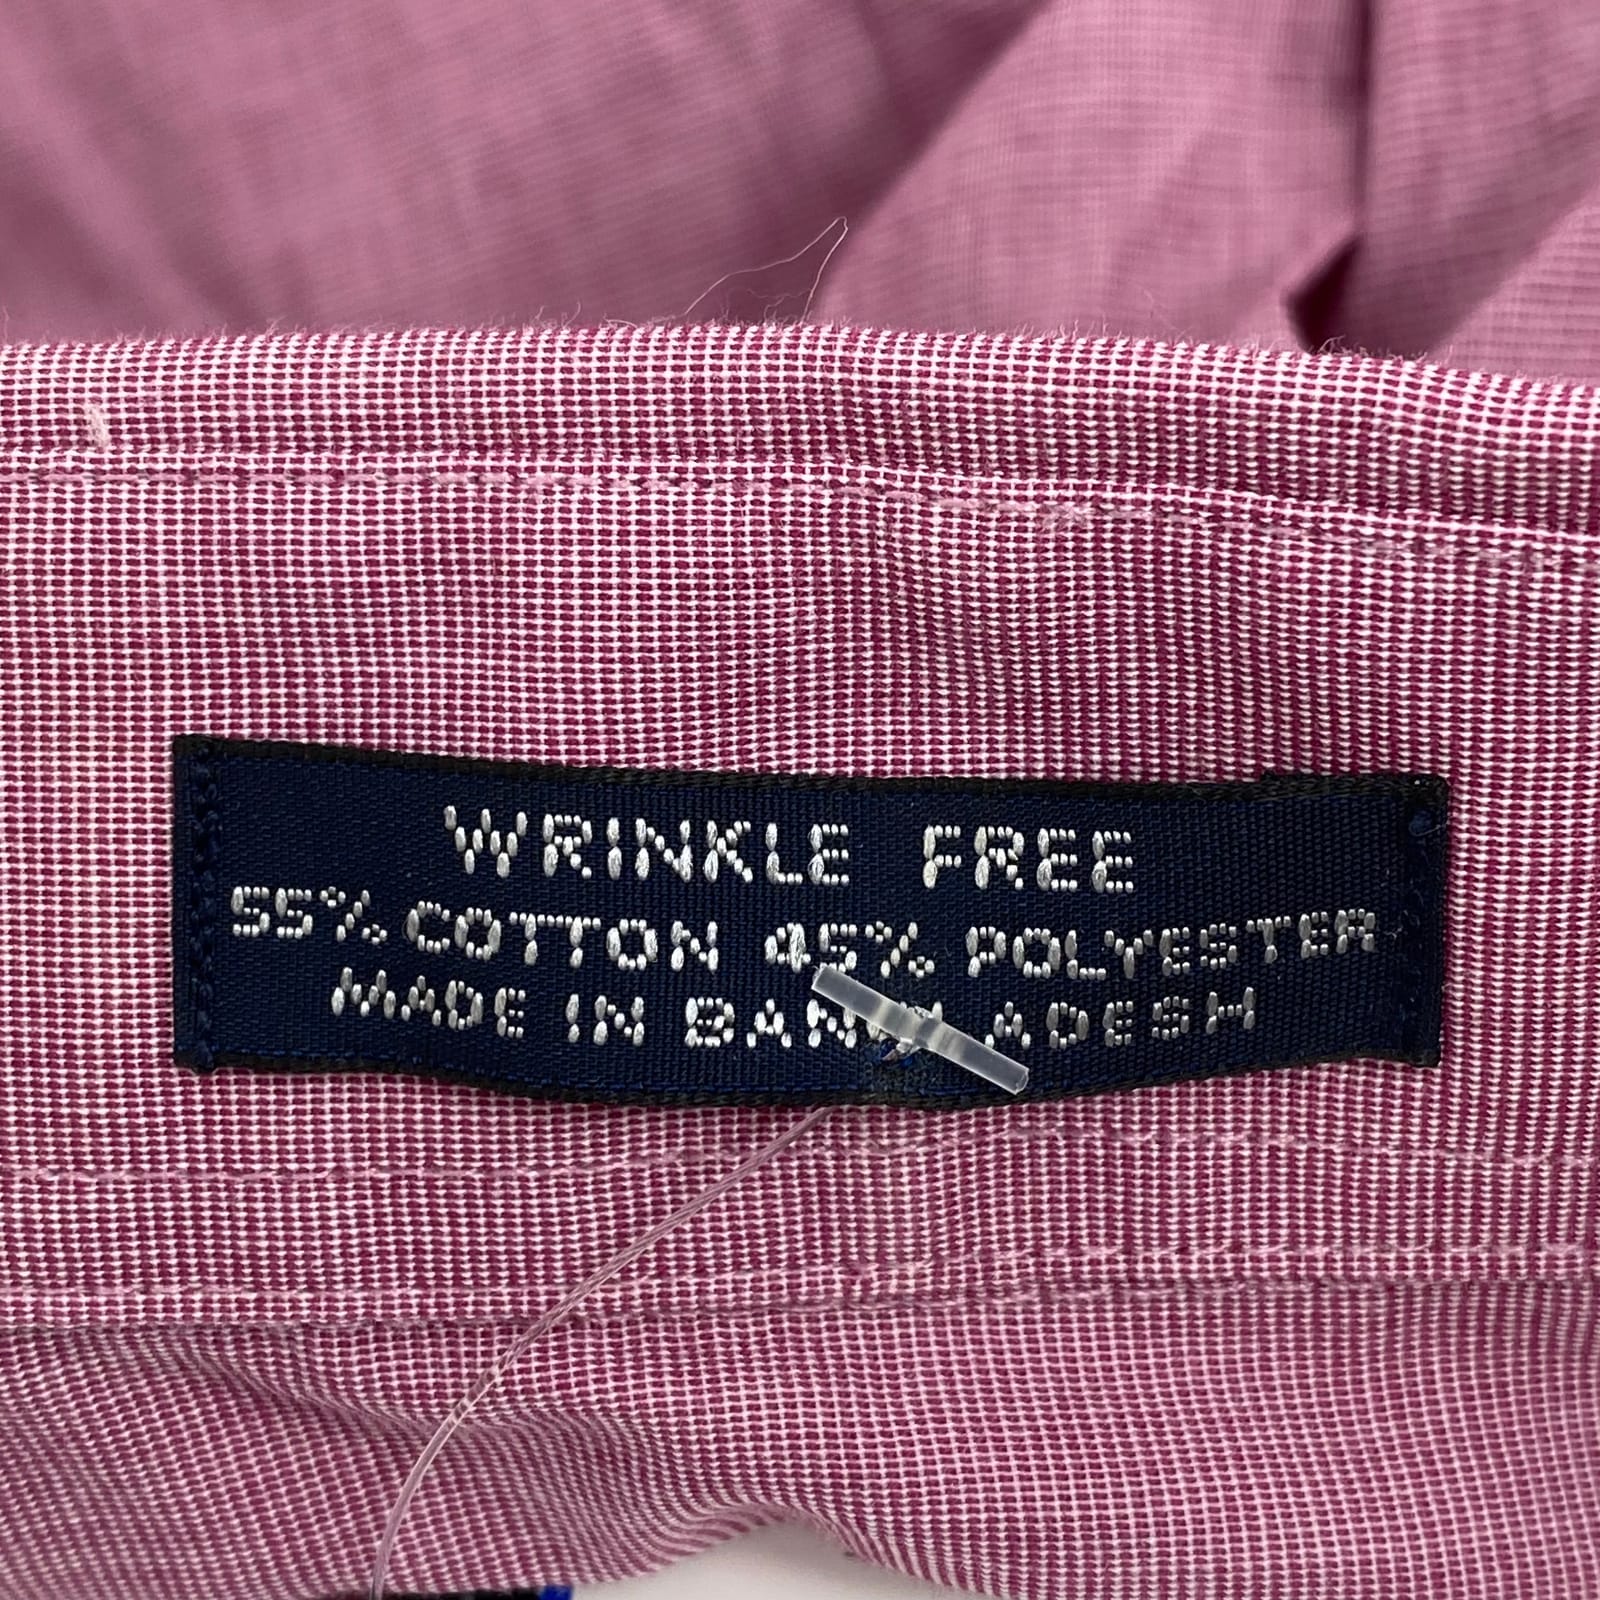 WRINKLE FREE
55% COTTON 45% POLYESTER
MADE IN BANGLADESH